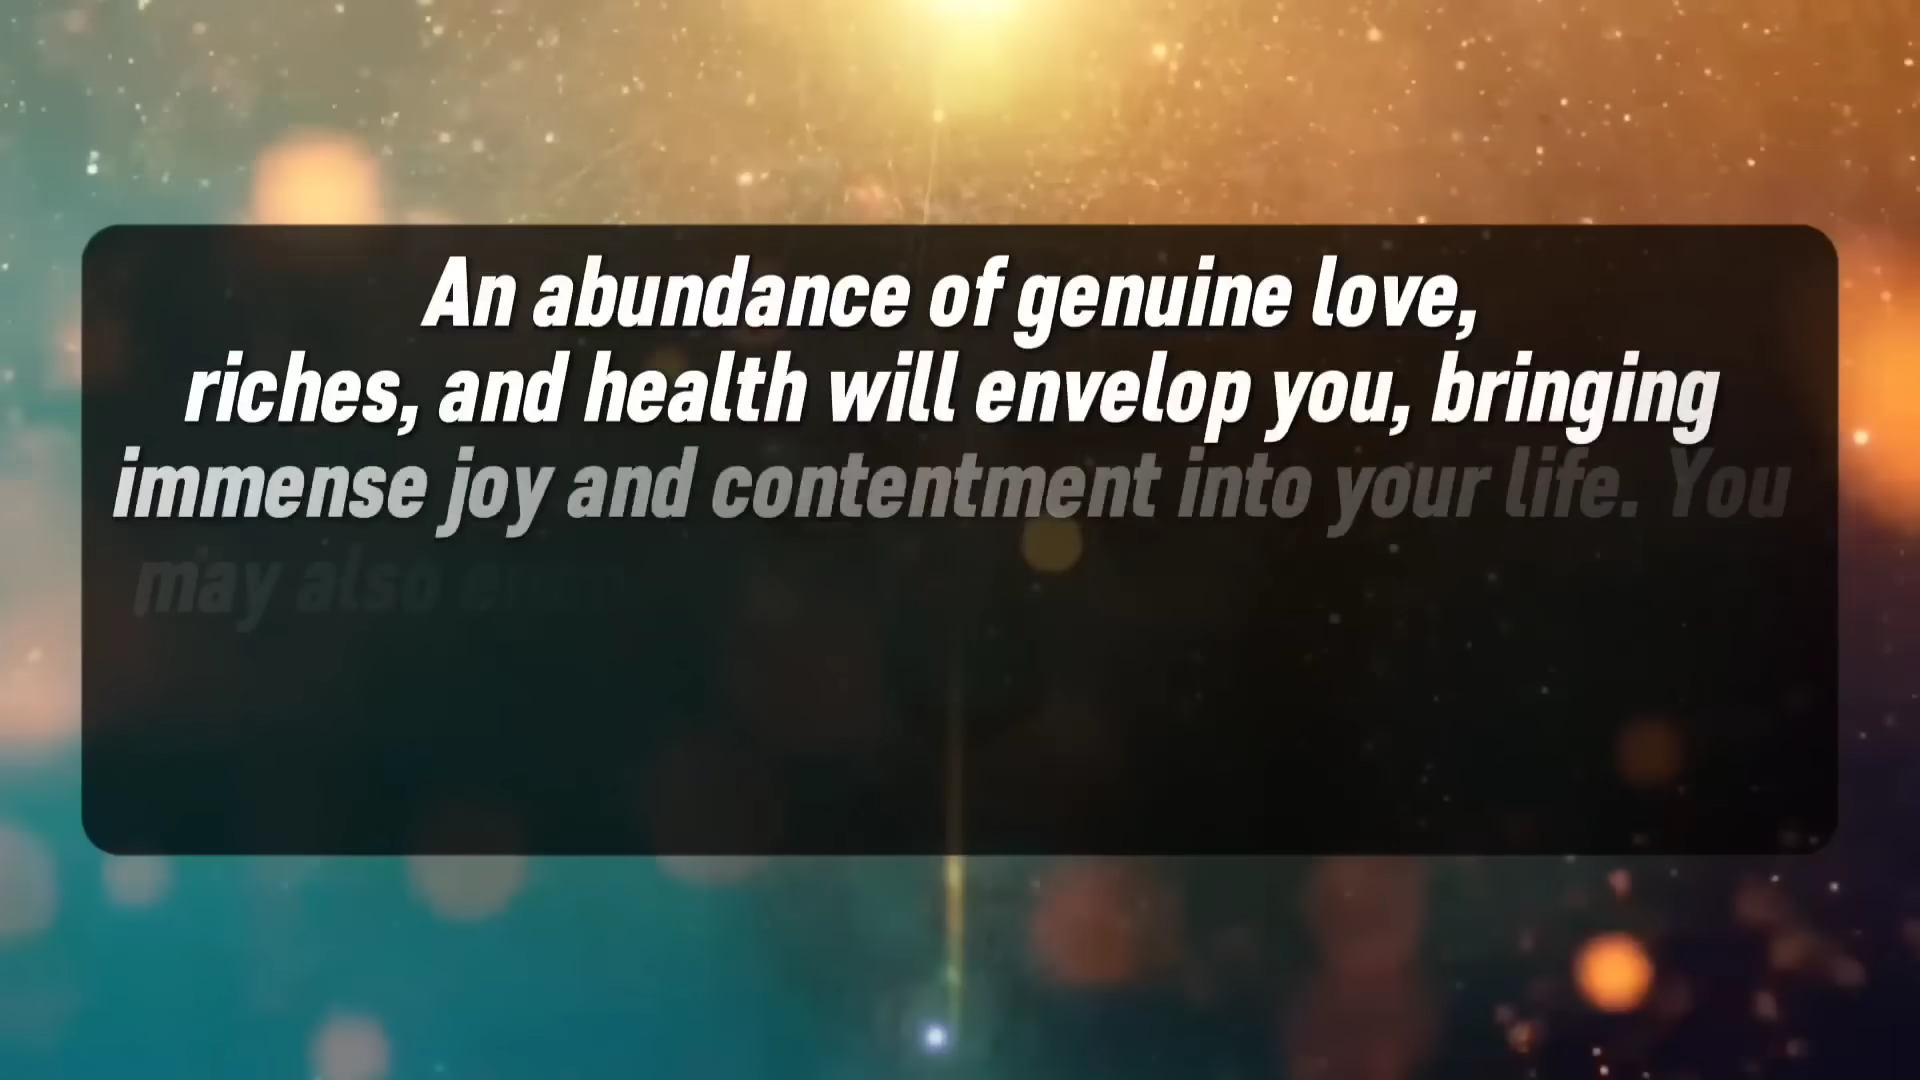 An abundance of genuine love,
riches, and health will envelop you, bringing
immense joy and contentment into your life. You
may also